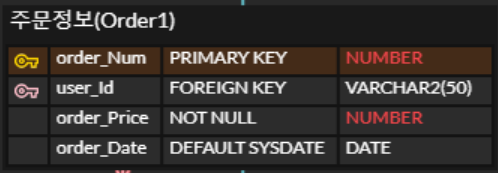 주문정보(Order1)
order_Num PRIMARY KEY NUMBER
user_Id FOREIGN KEY VARCHAR2(50)
order_Price NOT NULL NUMBER
order_Date DEFAULT SYSDATE DATE